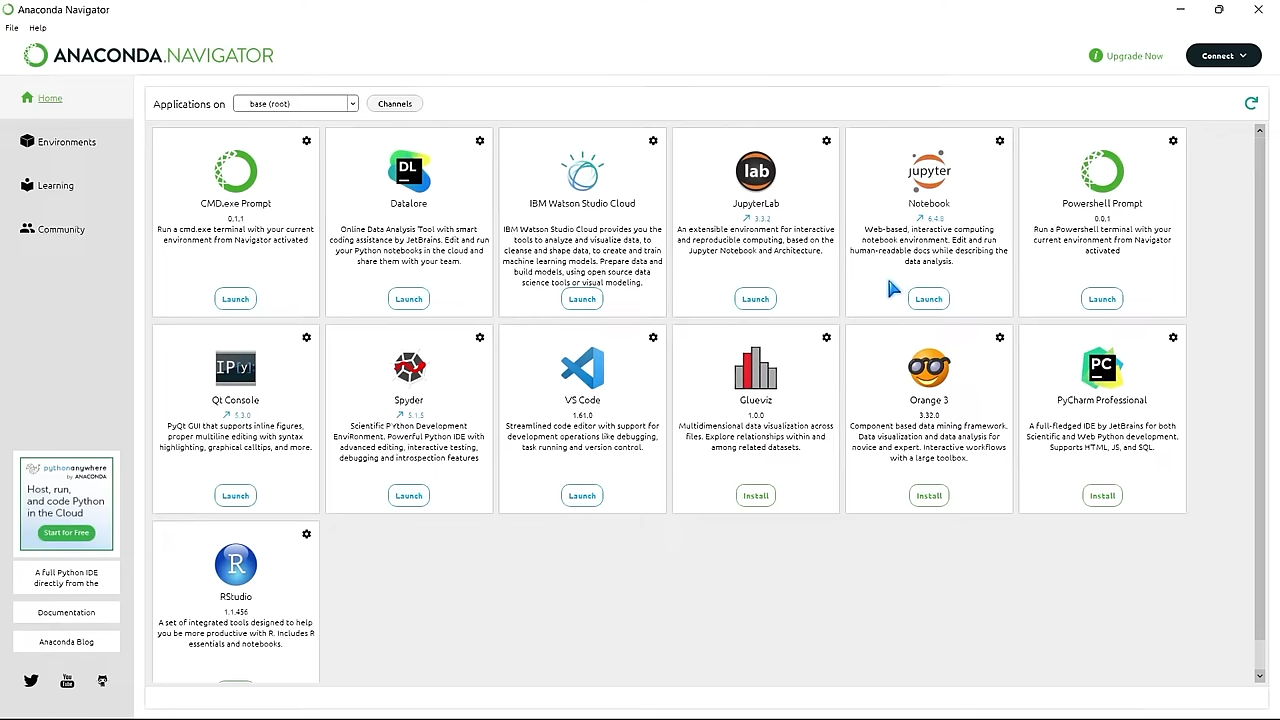 Anaconda Navigator
File Help
ANACONDA.NAVIGATOR
Upgrade Now
Connect
Home
Environments
Learning
Community
Applications on base (root) Channels
CMD.exe Prompt
0.1.1
Run a cmd.exe terminal with your current
environment from Navigator activated
Launch
DL
Datalore
Online Data Analysis Tool with smart
coding assistance by JetBrains. Edit and run
your Python notebooks in the cloud and
share them with your team.
Launch
IBM Watson Studio Cloud
IBM Watson Studio Cloud provides you the
tools to analyze and visualize data, to
cleanse and shape data, to create and train
machine learning models. Prepare data and
build models, using open source data
science tools or visual modeling.
Launch
lab
JupyterLab
3.3.2
An extensible environment for interactive
and reproducible computing, based on the
Jupyter Notebook and Architecture.
Launch
jupyter
Notebook
6.4.8
Web-based, interactive computing
notebook environment. Edit and run
human-readable docs while describing the
data analysis.
Launch
Powershell Prompt
0.0.1
Run a Powershell terminal with your
current environment from Navigator
activated
Launch
IP[y]:
Qt Console
5.3.0
PyQt GUI that supports inline figures,
proper multiline editing with syntax
highlighting, graphical calltips, and more.
Launch
Spyder
5.1.5
Scientific PYthon Development
EnviRonment. Powerful Python IDE with
advanced editing, interactive testing,
debugging and introspection features
Launch
VS Code
1.61.0
Streamlined code editor with support for
development operations like debugging,
task running and version control.
Launch
Glueviz
1.0.0
Multidimensional data visualization across
files. Explore relationships within and
among related datasets.
Install
Orange 3
3.32.0
Component based data mining framework.
Data visualization and data analysis for
novice and expert. Interactive workflows
with a large toolbox.
Install
PC
PyCharm Professional
A full-fledged IDE by JetBrains for both
Scientific and Web Python development.
Supports HTML, JS, and SQL.
Install
R
RStudio
1.1.456
A set of integrated tools designed to help
you be more productive with R. Includes R
essentials and notebooks.
pythonanywhere
by ANACONDA
Host, run,
and code Python
in the Cloud
Start for Free
A full Python IDE
directly from the
Documentation
Anaconda Blog
You
Tube